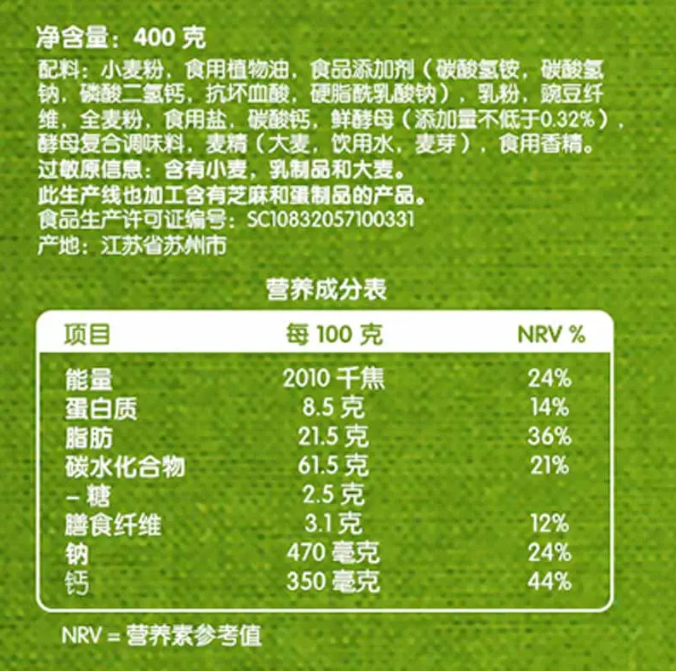 净含量：400 克
配料：小麦粉，食用植物油，食品添加剂（碳酸氢铵，碳酸氢
钠，磷酸二氢钙，抗坏血酸，硬脂酰乳酸钠），乳粉，豌豆纤
维，全麦粉，食用盐，碳酸钙，鲜酵母（添加量不低于0.32%），
酵母复合调味料，麦精（大麦，饮用水，麦芽），食用香精。
过敏原信息：含有小麦，乳制品和大麦。
此生产线也加工含有芝麻和蛋制品的产品。
食品生产许可证编号：SC10832057100331
产地：江苏省苏州市
营养成分表
项目 每 100 克 NRV %
能量 2010 千焦 24%
蛋白质 8.5 克 14%
脂肪 21.5 克 36%
碳水化合物 61.5 克 21%
– 糖 2.5 克
膳食纤维 3.1 克 12%
钠 470 毫克 24%
钙 350 毫克 44%
NRV = 营养素参考值